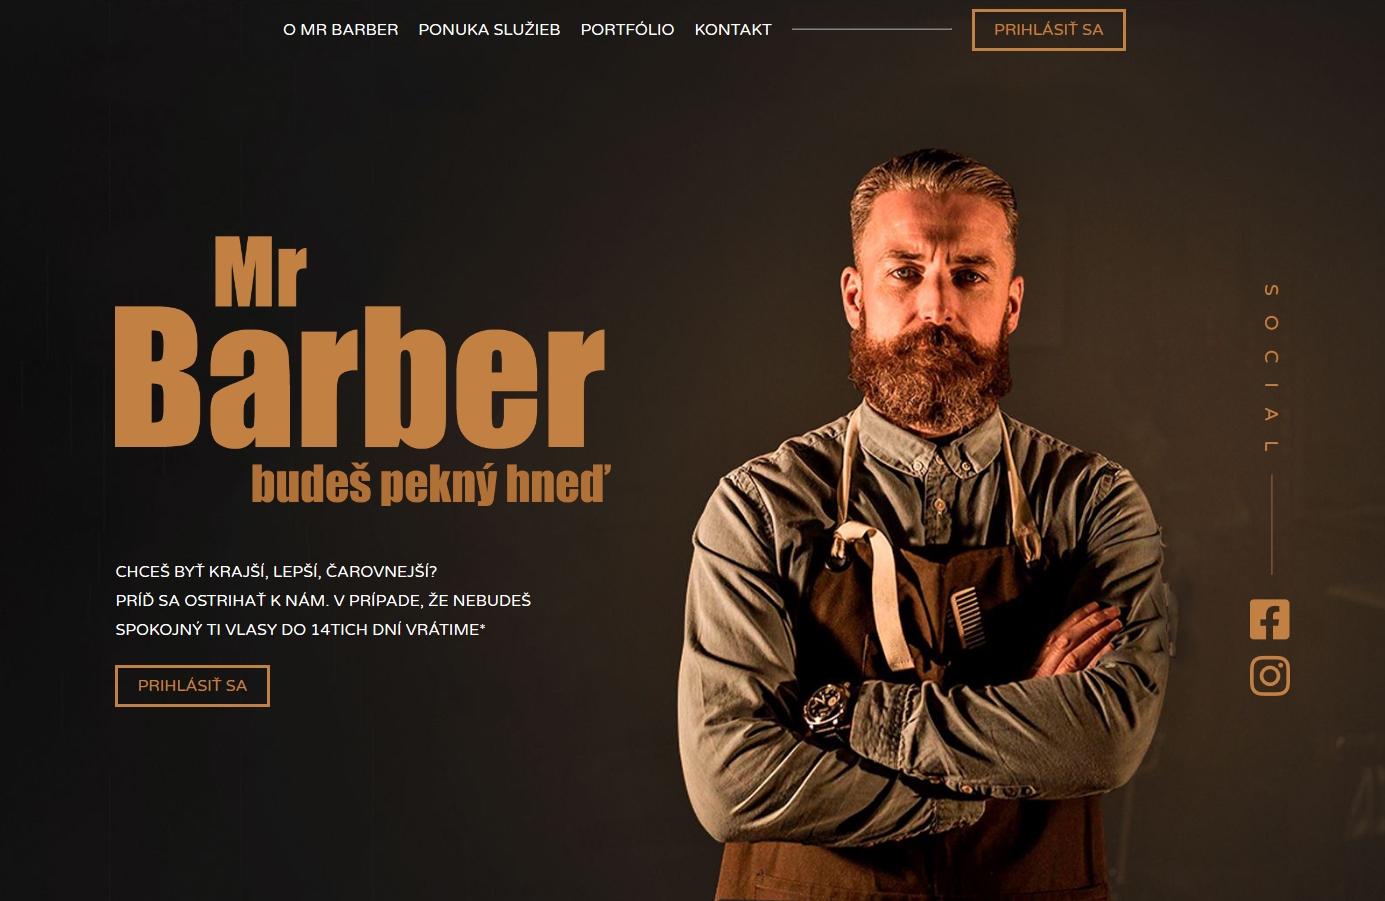 O MR BARBER PONUKA SLUŽIEB PORTFÓLIO KONTAKT PRIHLÁSIŤ SA
Mr
Barber
budeš pekný hneď
CHCEŠ BYŤ KRAJŠÍ, LEPŠÍ, ČAROVNEJŠÍ?
PRÍĎ SA OSTRIHAŤ K NÁM. V PRÍPADE, ŽE NEBUDEŠ
SPOKOJNÝ TI VLASY DO 14TICH DNÍ VRÁTIME*
PRIHLÁSIŤ SA
SOCIAL